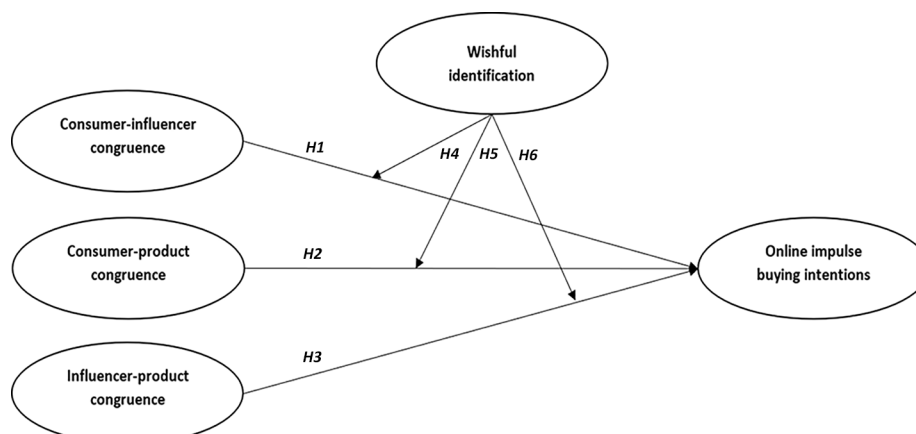 Wishful
identification
Consumer-influencer
congruence
H1
H4
H5
H6
Consumer-product
congruence
H2
Online impulse
buying intentions
H3
Influencer-product
congruence